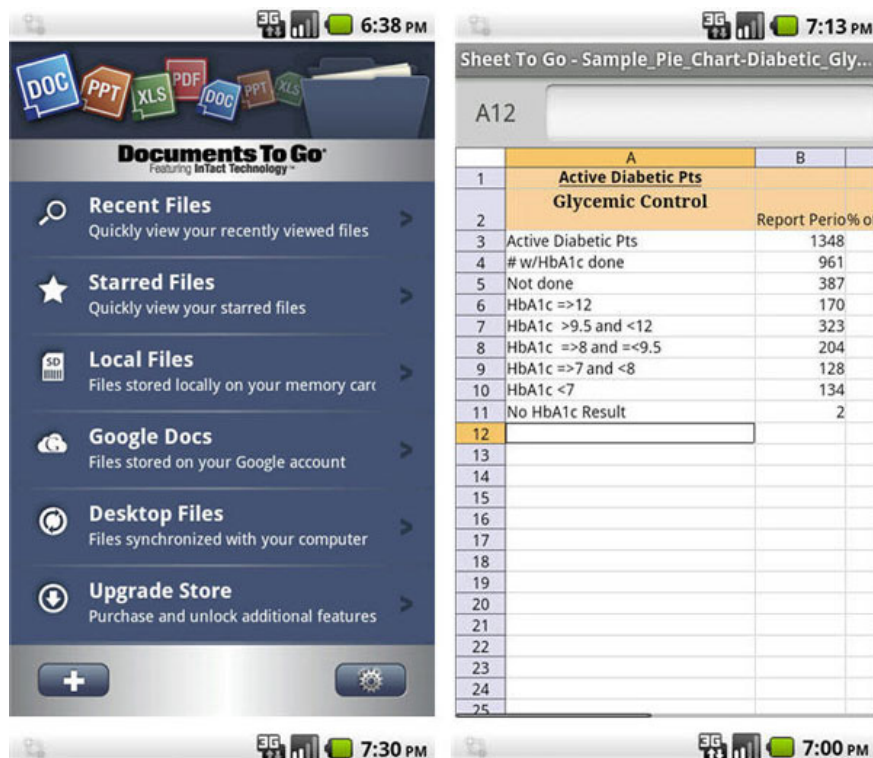 3G 6:38 PM
DOC PPT XLS PDF DOC PPT XLS
Documents To Go
Featuring InTact Technology
Recent Files
Quickly view your recently viewed files
Starred Files
Quickly view your starred files
SD
Local Files
Files stored locally on your memory card
Google Docs
Files stored on your Google account
Desktop Files
Files synchronized with your computer
Upgrade Store
Purchase and unlock additional features
3G 7:13 PM
Sheet To Go - Sample_Pie_Chart-Diabetic_Gly...
A12
A B
1 Active Diabetic Pts
Glycemic Control
2 Report Perio % o
3 Active Diabetic Pts 1348
4 # w/HbA1c done 961
5 Not done 387
6 HbA1c =>12 170
7 HbA1c >9.5 and <12 323
8 HbA1c =>8 and =<9.5 204
9 HbA1c =>7 and <8 128
10 HbA1c <7 134
11 No HbA1c Result 2
12
13
14
15
16
17
18
19
20
21
22
23
24
25
3G 7:30 PM
3G 7:00 PM